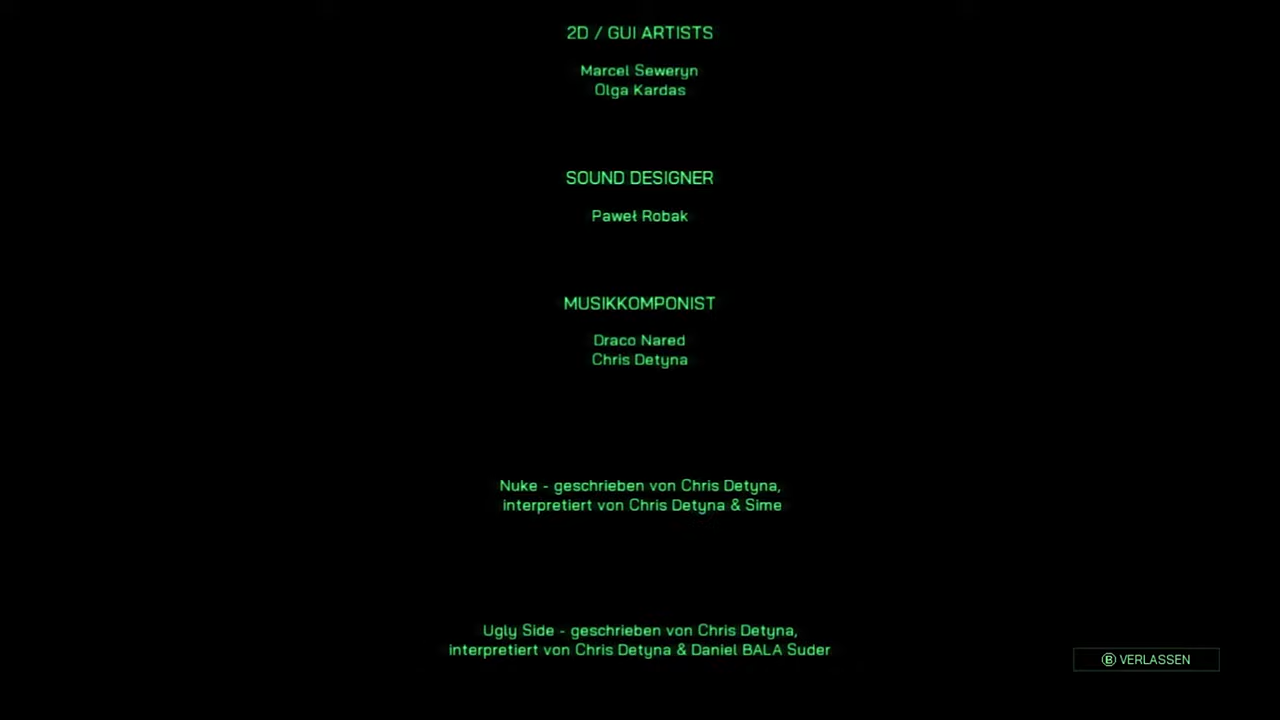 2D / GUI ARTISTS
Marcel Seweryn
Olga Kardas
SOUND DESIGNER
Paweł Robak
MUSIKKOMPONIST
Draco Nared
Chris Detyna
Nuke - geschrieben von Chris Detyna,
interpretiert von Chris Detyna & Sime
Ugly Side - geschrieben von Chris Detyna,
interpretiert von Chris Detyna & Daniel BALA Suder
Ⓑ VERLASSEN